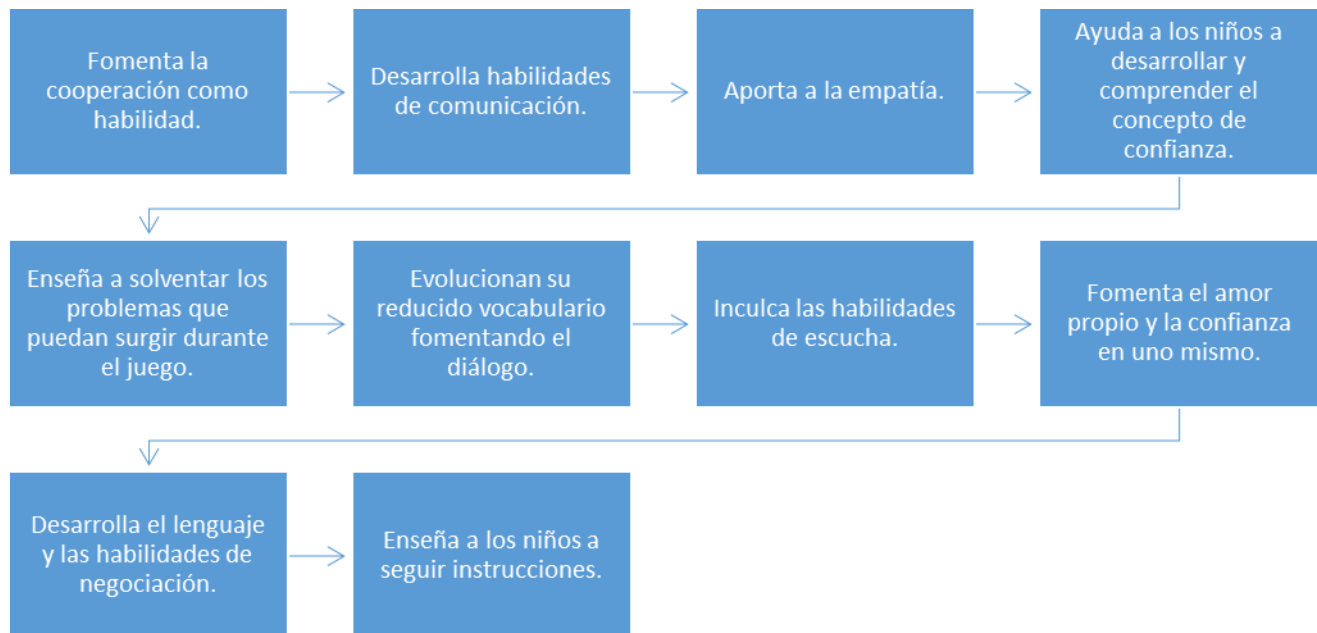 Fomenta la
cooperación como
habilidad.
Desarrolla habilidades
de comunicación.
Aporta a la empatía.
Ayuda a los niños a
desarrollar y
comprender el
concepto de
confianza.
Enseña a solventar los
problemas que
puedan surgir durante
el juego.
Evolucionan su
reducido vocabulario
fomentando el
diálogo.
Inculca las habilidades
de escucha.
Fomenta el amor
propio y la confianza
en uno mismo.
Desarrolla el lenguaje
y las habilidades de
negociación.
Enseña a los niños a
seguir instrucciones.